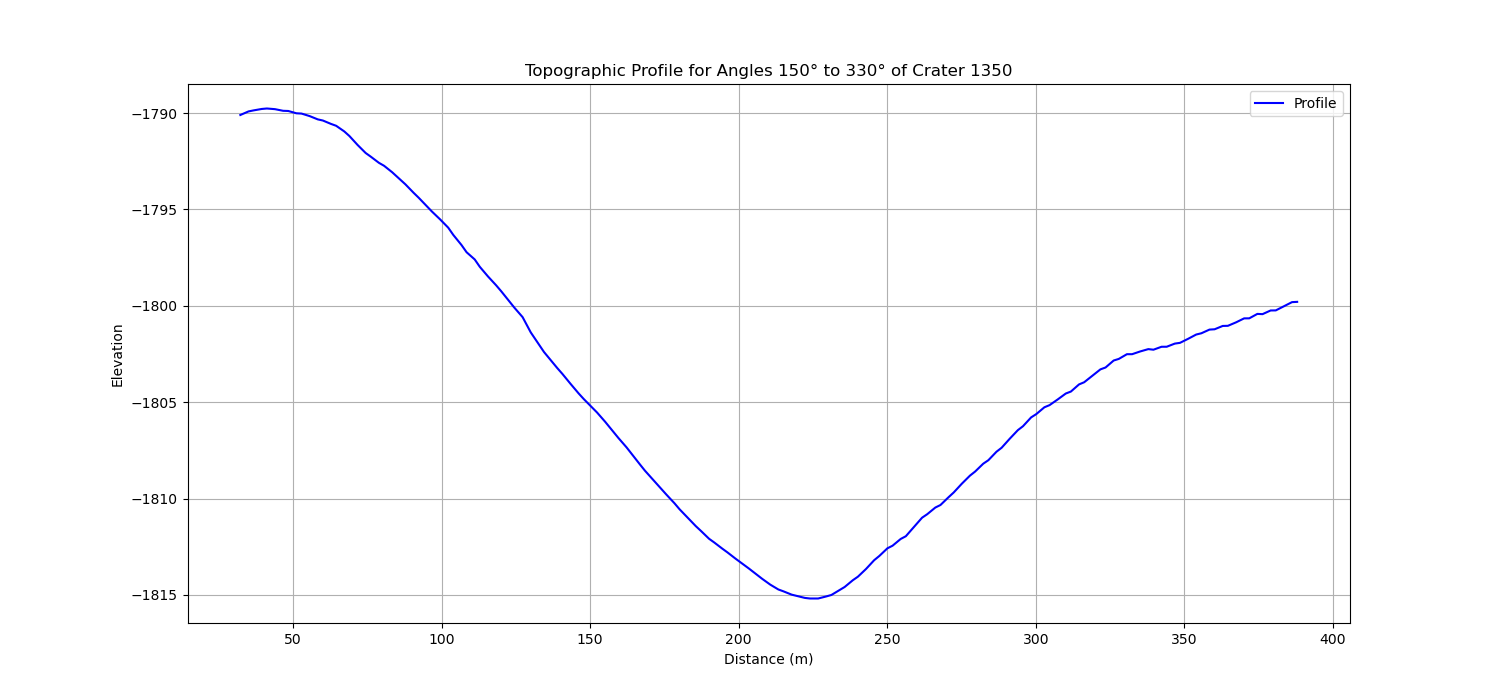 Topographic Profile for Angles 150° to 330° of Crater 1350
Profile
Elevation
−1790
−1795
−1800
−1805
−1810
−1815
50 100 150 200 250 300 350 400
Distance (m)